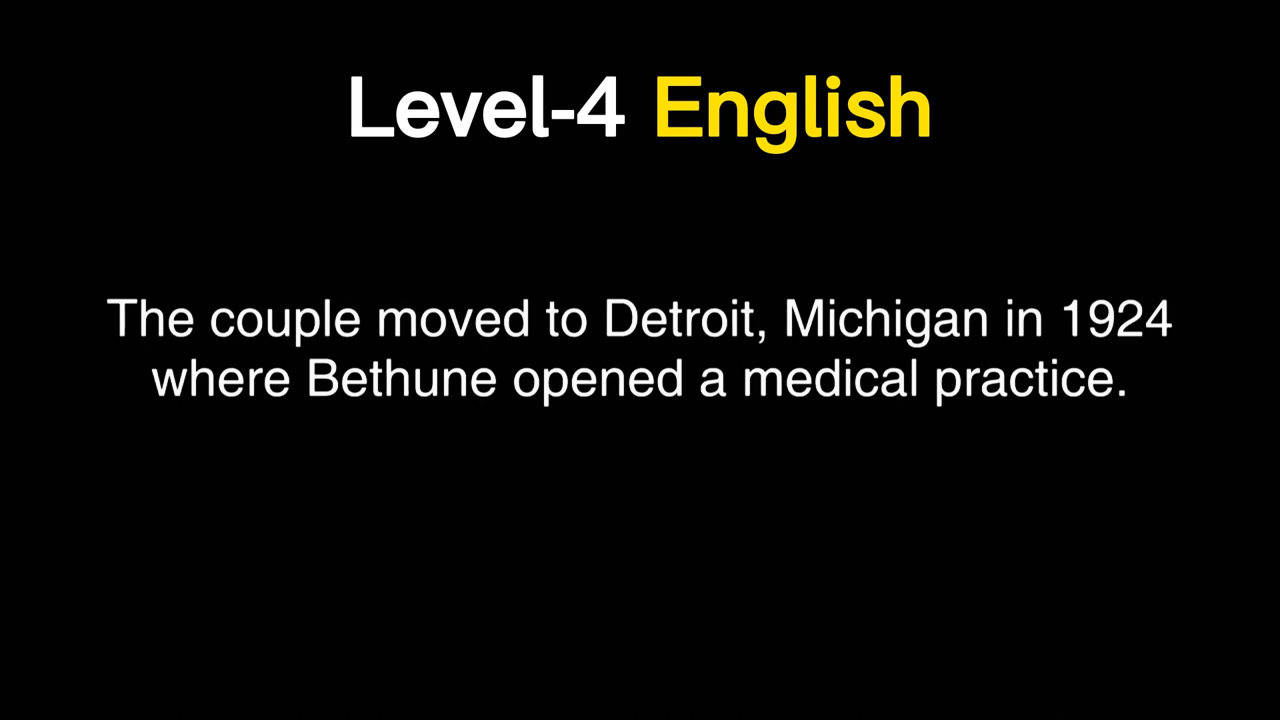 Level-4 English
The couple moved to Detroit, Michigan in 1924
where Bethune opened a medical practice.